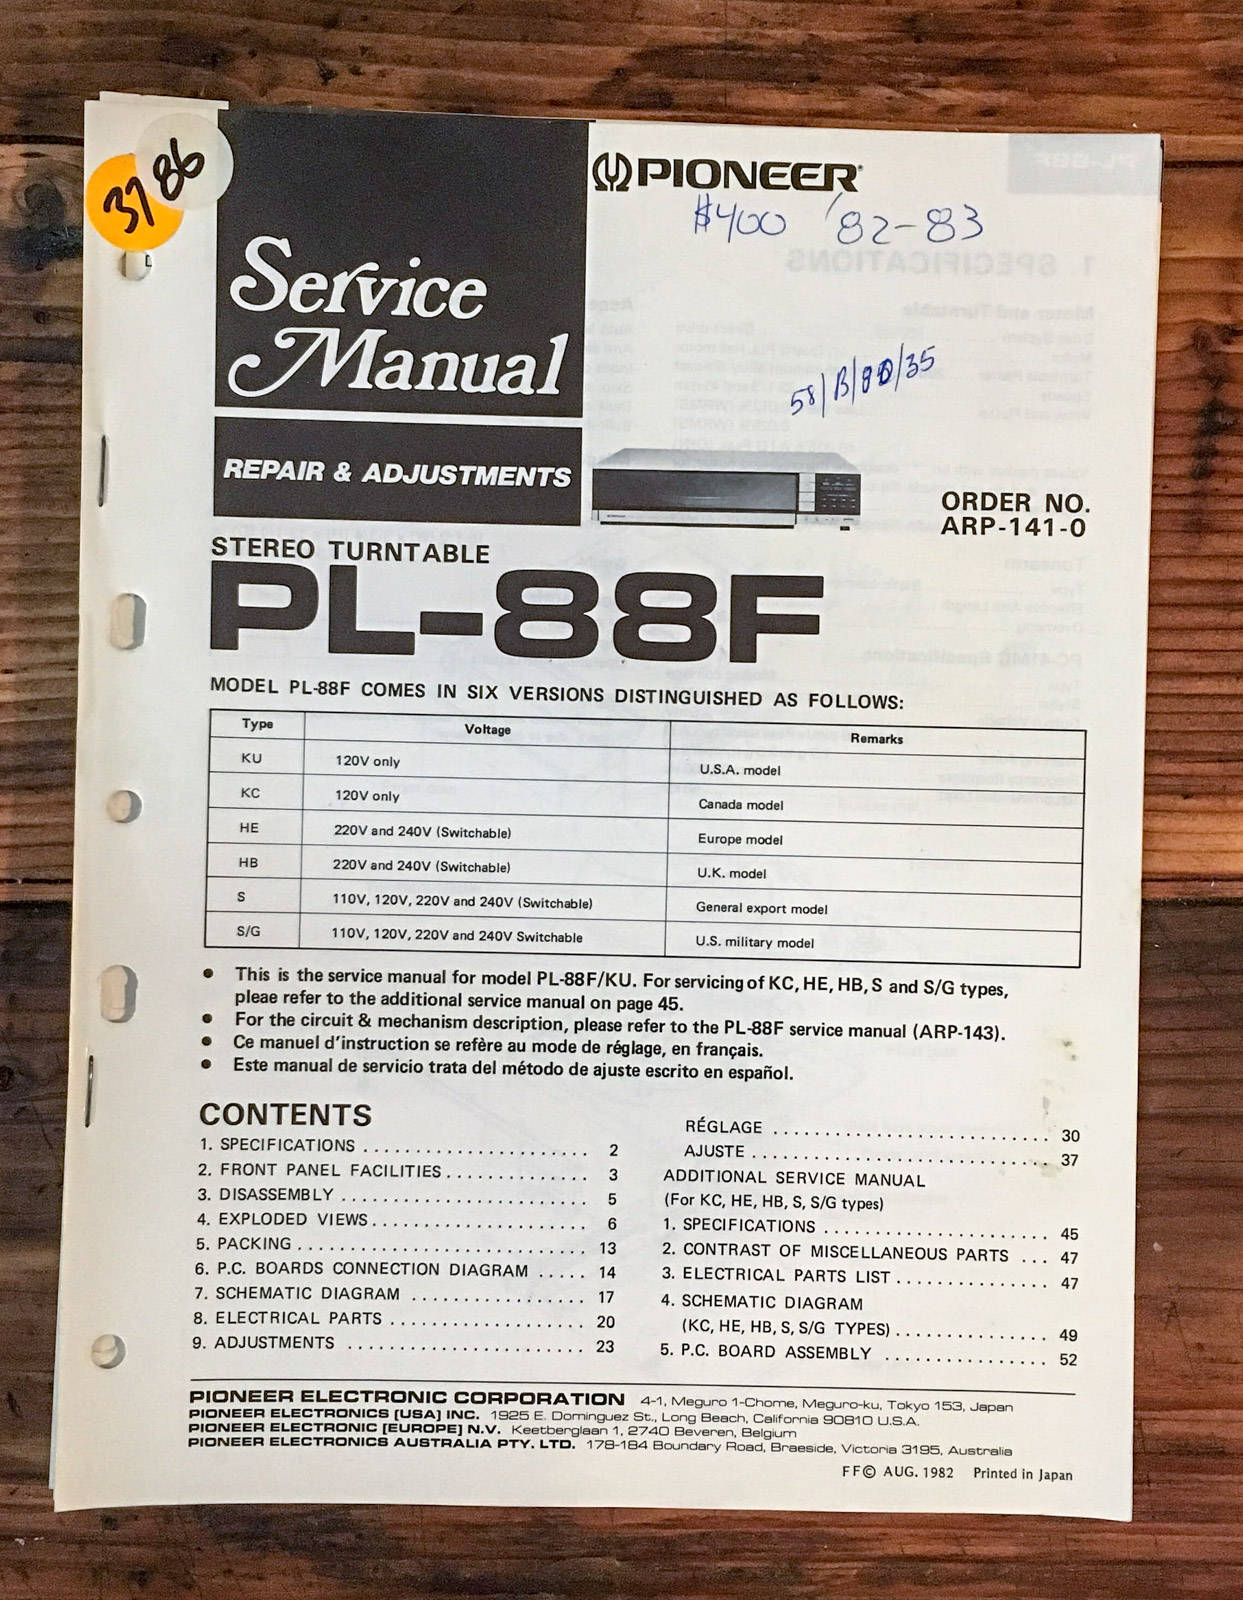 3786
PIONEER
$400 '82-83
Service
Manual
58/B/80/35
REPAIR & ADJUSTMENTS
ORDER NO.
ARP-141-0
STEREO TURNTABLE
PL-88F
MODEL PL-88F COMES IN SIX VERSIONS DISTINGUISHED AS FOLLOWS:
Type Voltage Remarks
KU 120V only U.S.A. model
KC 120V only Canada model
HE 220V and 240V (Switchable) Europe model
HB 220V and 240V (Switchable) U.K. model
S 110V, 120V, 220V and 240V (Switchable) General export model
S/G 110V, 120V, 220V and 240V Switchable U.S. military model
● This is the service manual for model PL-88F/KU. For servicing of KC, HE, HB, S and S/G types,
pleae refer to the additional service manual on page 45.
● For the circuit & mechanism description, please refer to the PL-88F service manual (ARP-143).
● Ce manuel d'instruction se refère au mode de réglage, en français.
● Este manual de servicio trata del método de ajuste escrito en español.
CONTENTS
1. SPECIFICATIONS ...................... 2
2. FRONT PANEL FACILITIES .............. 3
3. DISASSEMBLY ........................ 5
4. EXPLODED VIEWS ..................... 6
5. PACKING ............................ 13
6. P.C. BOARDS CONNECTION DIAGRAM ..... 14
7. SCHEMATIC DIAGRAM ................. 17
8. ELECTRICAL PARTS ................... 20
9. ADJUSTMENTS ....................... 23
RÉGLAGE ........................... 30
AJUSTE ............................. 37
ADDITIONAL SERVICE MANUAL
(For KC, HE, HB, S, S/G types)
1. SPECIFICATIONS ...................... 45
2. CONTRAST OF MISCELLANEOUS PARTS ... 47
3. ELECTRICAL PARTS LIST ............... 47
4. SCHEMATIC DIAGRAM
(KC, HE, HB, S, S/G TYPES) ............... 49
5. P.C. BOARD ASSEMBLY ................ 52
PIONEER ELECTRONIC CORPORATION 4-1, Meguro 1-Chome, Meguro-ku, Tokyo 153, Japan
PIONEER ELECTRONICS [USA] INC. 1925 E. Dominguez St., Long Beach, California 90810 U.S.A.
PIONEER ELECTRONIC [EUROPE] N.V. Keetberglaan 1, 2740 Beveren, Belgium
PIONEER ELECTRONICS AUSTRALIA PTY. LTD. 178-184 Boundary Road, Braeside, Victoria 3195, Australia
FF© AUG. 1982 Printed in Japan